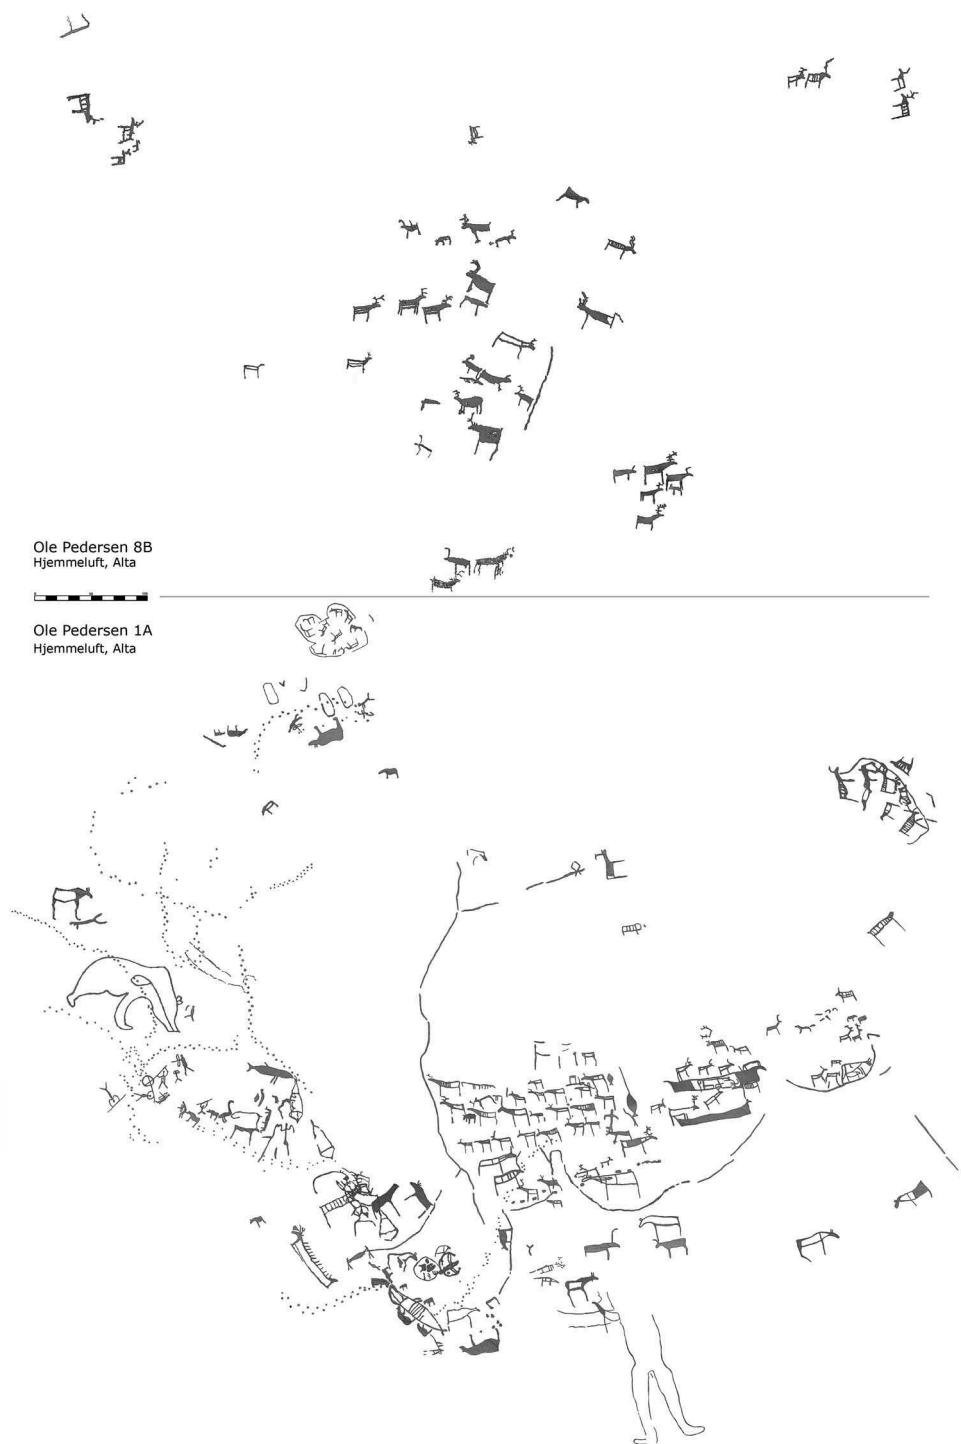 Ole Pedersen 8B
Hjemmeluft, Alta
Ole Pedersen 1A
Hjemmeluft, Alta